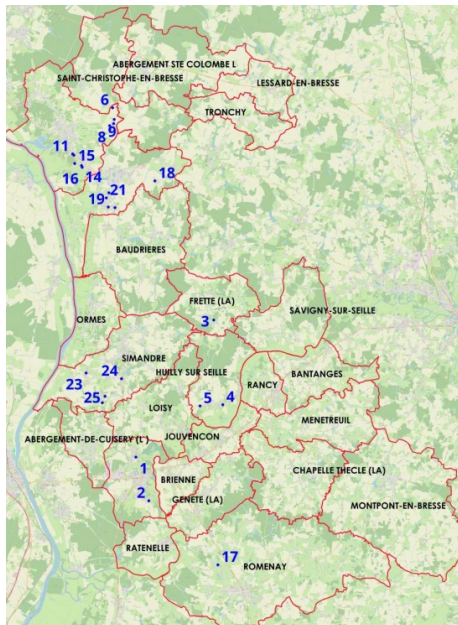 ABERGEMENT STE COLOMBE L
SAINT-CHRISTOPHE-EN-BRESSE
LESSARD-EN-BRESSE
6
TRONCHY
8
9
11
15
16
14
18
21
19
BAUDRIERES
FRETTE (LA)
SAVIGNY-SUR-SEILLE
3
ORMES
SIMANDRE
24
HUILLY SUR SEILLE
23
BANTANGES
RANCY
25
5
4
LOISY
MENETREUIL
JOUVENCON
ABERGEMENT-DE-CUISERY (L')
1
CHAPELLE THECLE (LA)
BRIENNE
2
GENETE (LA)
MONTPONT-EN-BRESSE
RATENELLE
17
ROMENAY